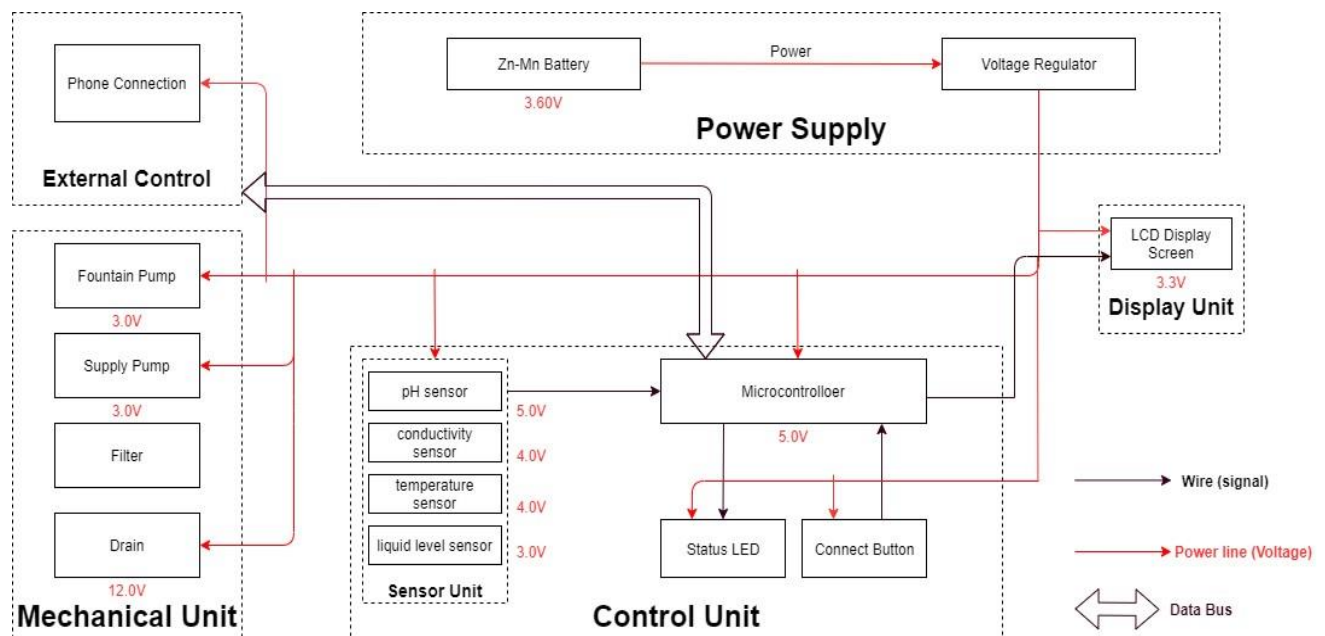 Phone Connection
External Control
Zn-Mn Battery
3.60V
Power
Voltage Regulator
Power Supply
LCD Display
Screen
3.3V
Display Unit
Fountain Pump
3.0V
Supply Pump
3.0V
Filter
Drain
12.0V
Mechanical Unit
pH sensor
5.0V
conductivity
sensor
4.0V
temperature
sensor
4.0V
liquid level sensor
3.0V
Sensor Unit
Microcontrolloer
5.0V
Status LED
Connect Button
Control Unit
Wire (signal)
Power line (Voltage)
Data Bus